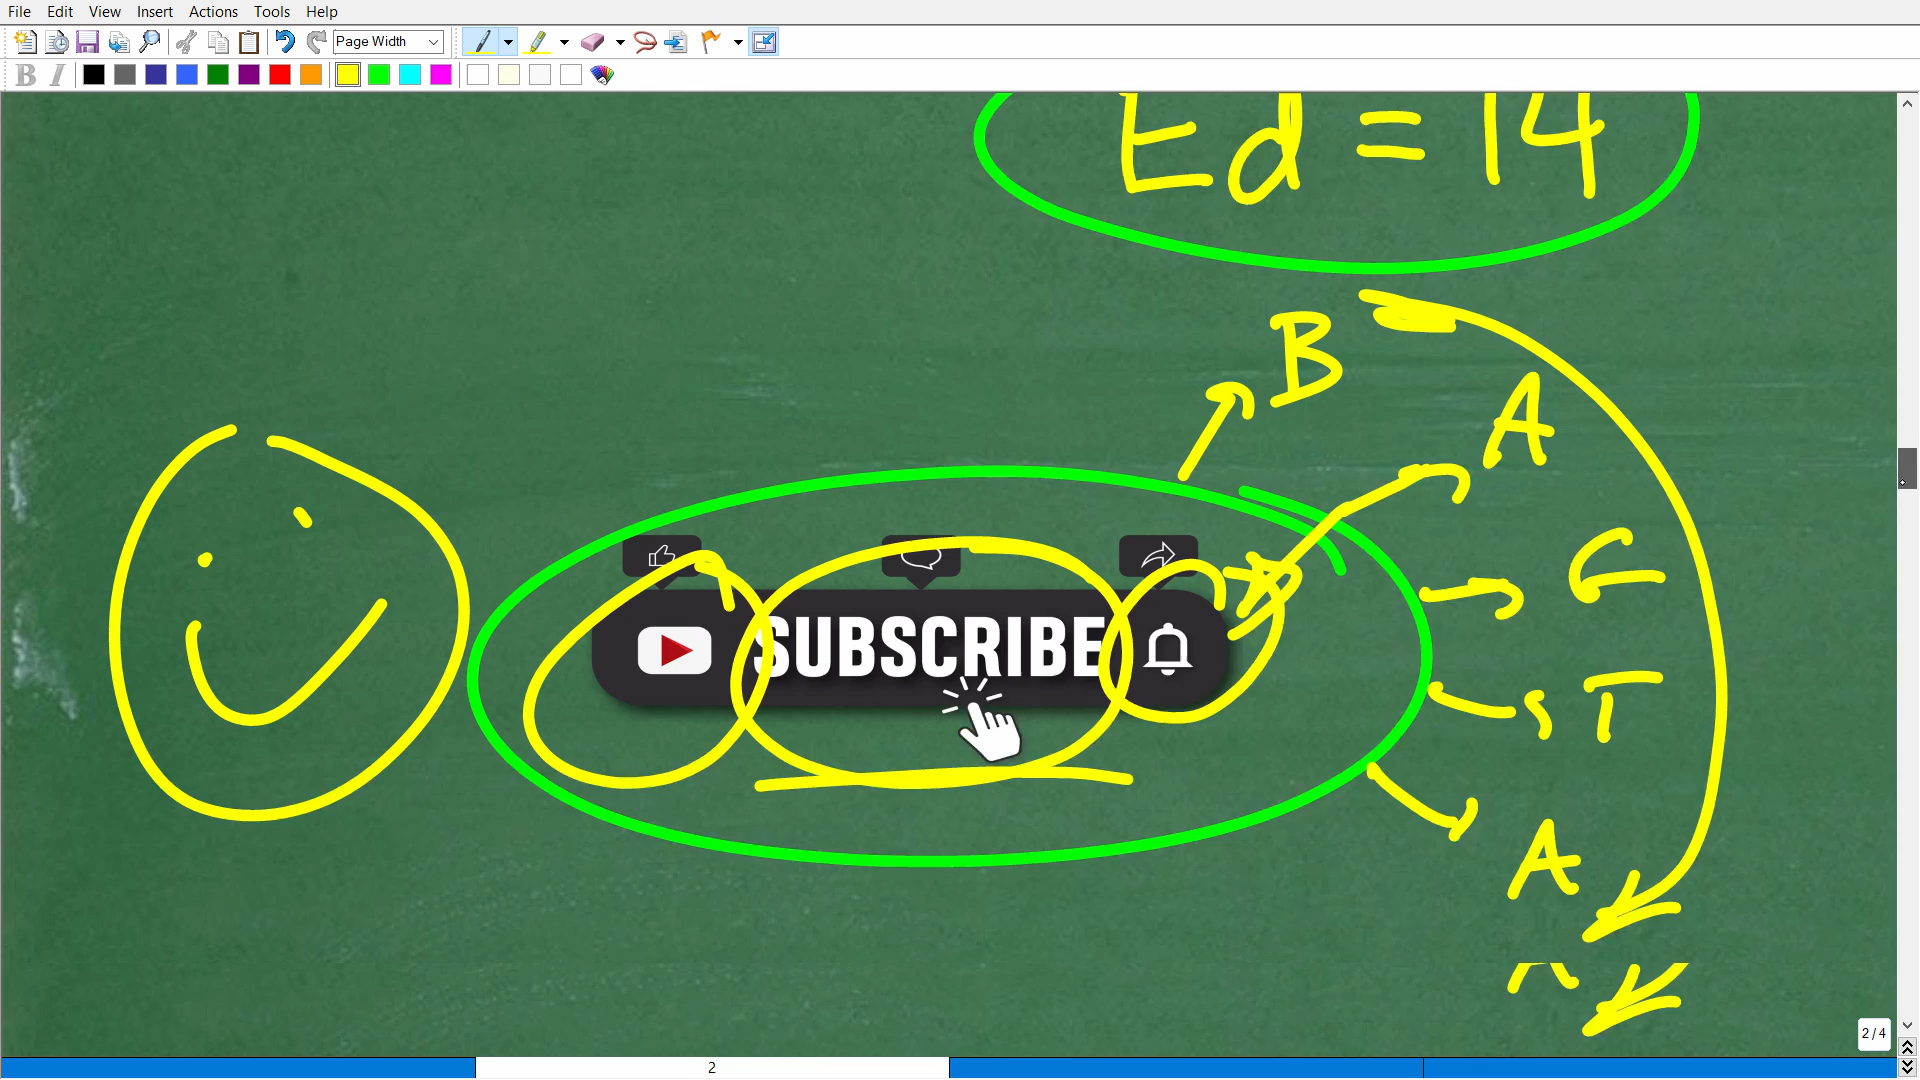 File Edit View Insert Actions Tools Help
Page Width
B I
Ed = 14
B
A
G
SUBSCRIBE
T
A
2 / 4
2